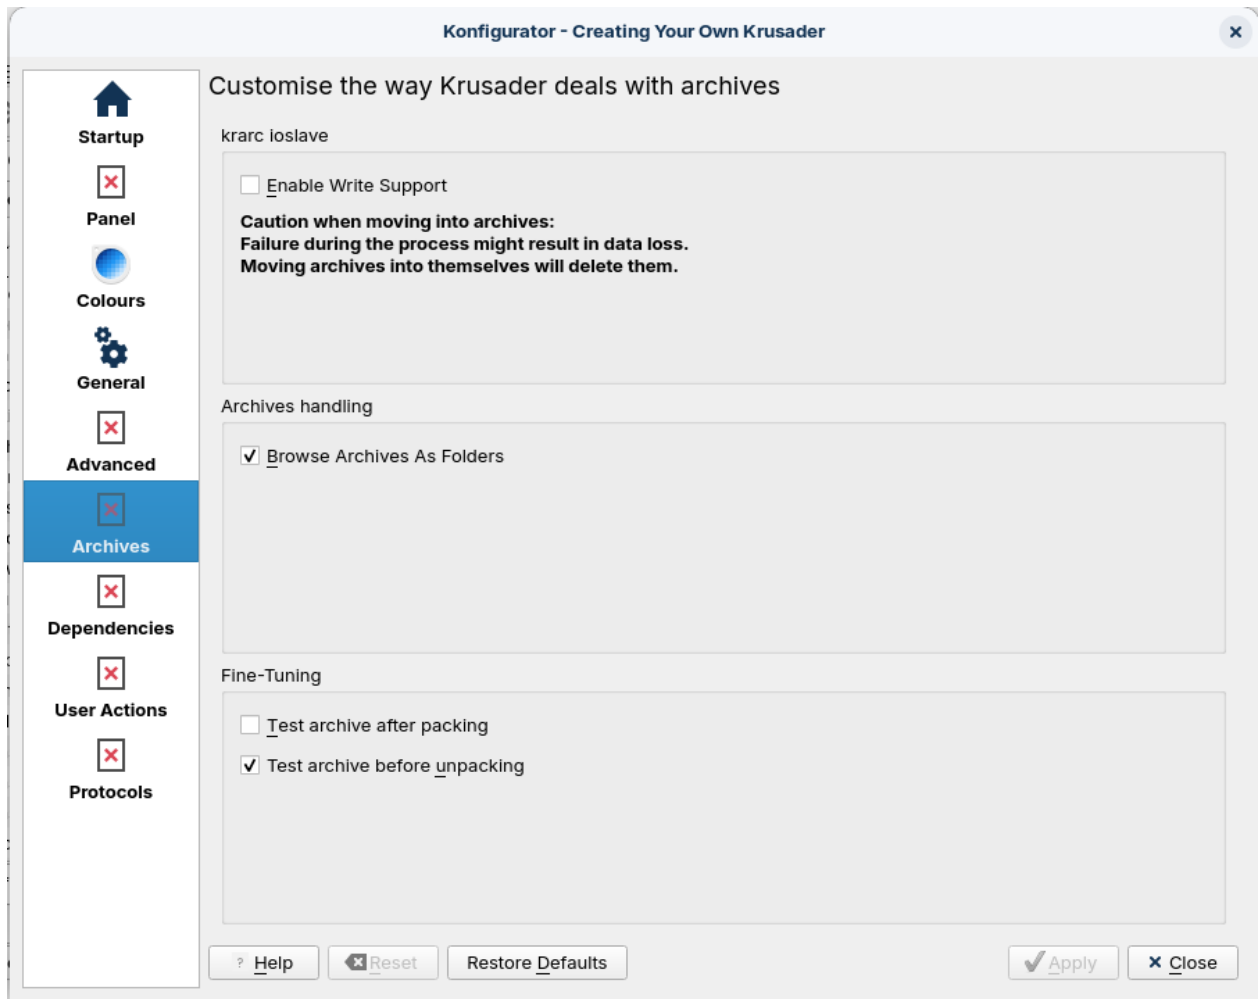 Konfigurator - Creating Your Own Krusader
Startup
Panel
Colours
General
Advanced
Archives
Dependencies
User Actions
Protocols
Customise the way Krusader deals with archives
krarc ioslave
Enable Write Support
Caution when moving into archives:
Failure during the process might result in data loss.
Moving archives into themselves will delete them.
Archives handling
Browse Archives As Folders
Fine-Tuning
Test archive after packing
Test archive before unpacking
? Help
Reset
Restore Defaults
Apply
Close